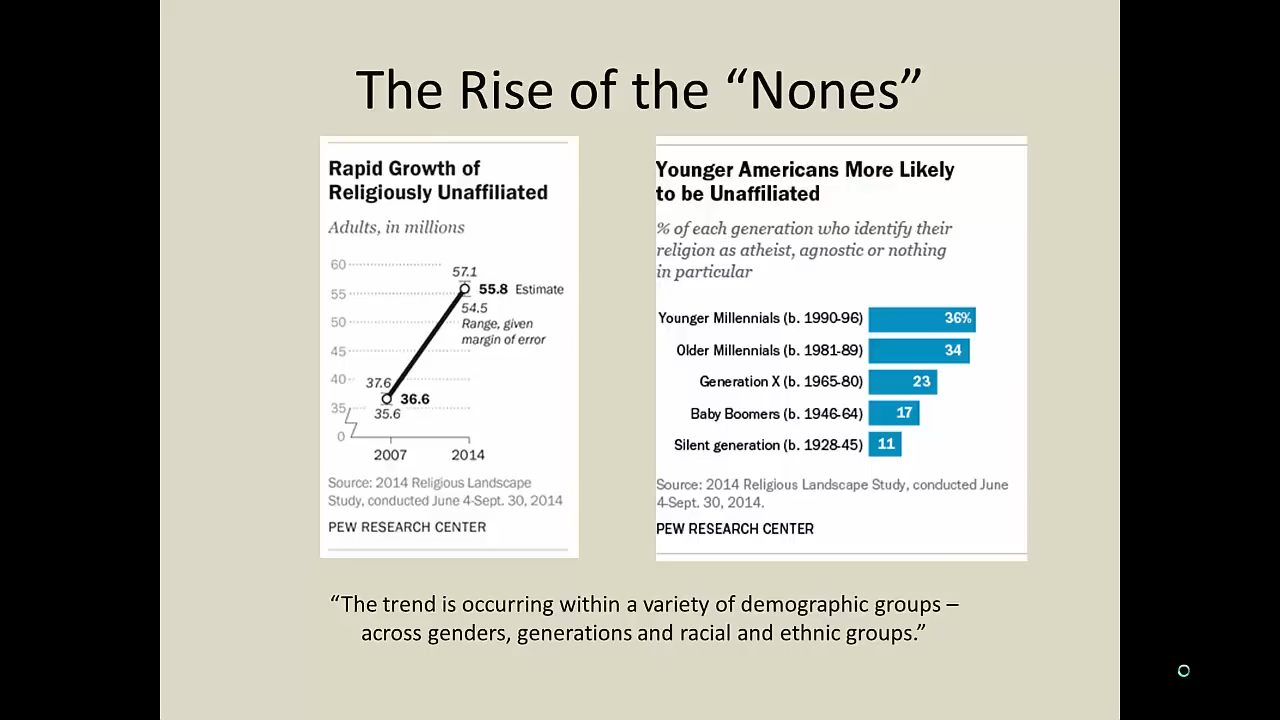 The Rise of the “Nones”
Rapid Growth of
Religiously Unaffiliated
Adults, in millions
60
57.1
55
55.8 Estimate
54.5
50
Range, given
margin of error
45
40
37.6
36.6
35
35.6
0
2007 2014
Source: 2014 Religious Landscape
Study, conducted June 4-Sept. 30, 2014
PEW RESEARCH CENTER
Younger Americans More Likely
to be Unaffiliated
% of each generation who identify their
religion as atheist, agnostic or nothing
in particular
Younger Millennials (b. 1990-96) 36%
Older Millennials (b. 1981-89) 34
Generation X (b. 1965-80) 23
Baby Boomers (b. 1946-64) 17
Silent generation (b. 1928-45) 11
Source: 2014 Religious Landscape Study, conducted June
4-Sept. 30, 2014.
PEW RESEARCH CENTER
“The trend is occurring within a variety of demographic groups –
across genders, generations and racial and ethnic groups.”